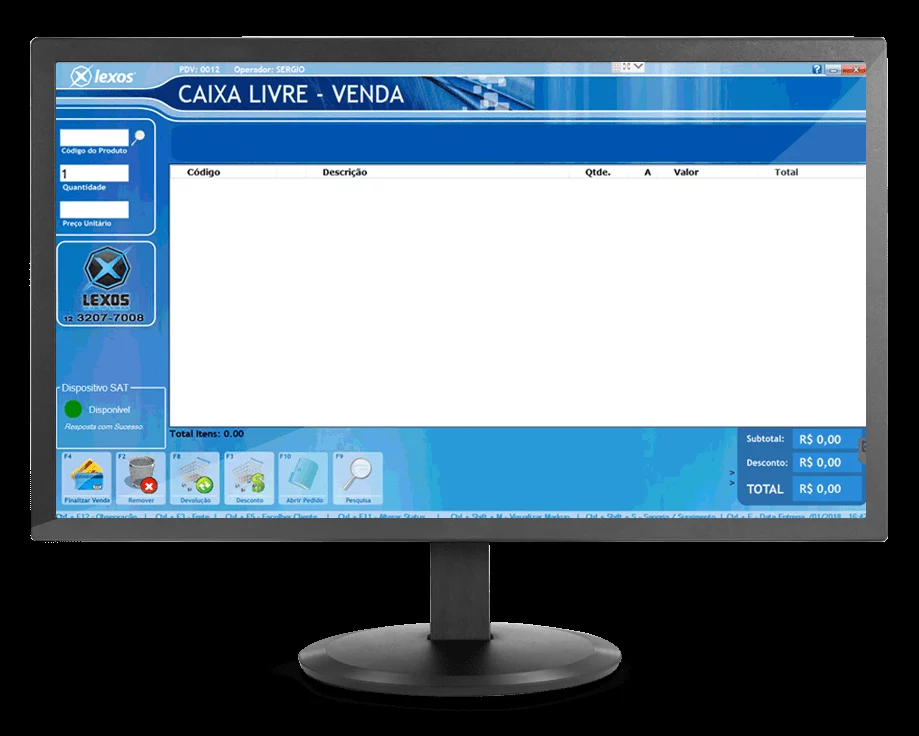 lexos
PDV: 0012 Operador: SERGIO
CAIXA LIVRE - VENDA
Código do Produto
1
Quantidade
Preço Unitário
Código Descrição Qtde. A Valor Total
LEXOS
12 3207-7008
Dispositivo SAT
Disponível
Resposta com Sucesso.
Total Itens: 0.00
Subtotal: R$ 0,00
Desconto: R$ 0,00
TOTAL R$ 0,00
>
>
F4 Finalizar Venda
F2 Remover
F8 Devolução
F3 Desconto
F10 Abrir Pedido
F9 Pesquisa
Ctrl + F12 - Observação | Ctrl + F3 - Frete | Ctrl + F5 - Escolher Cliente | Ctrl + F11 - Alterar Status | Ctrl + Shift + M - Visualizar Markup | Ctrl + Shift + S - Sangria / Suprimento | Ctrl + E - Data Entrega /01/2018